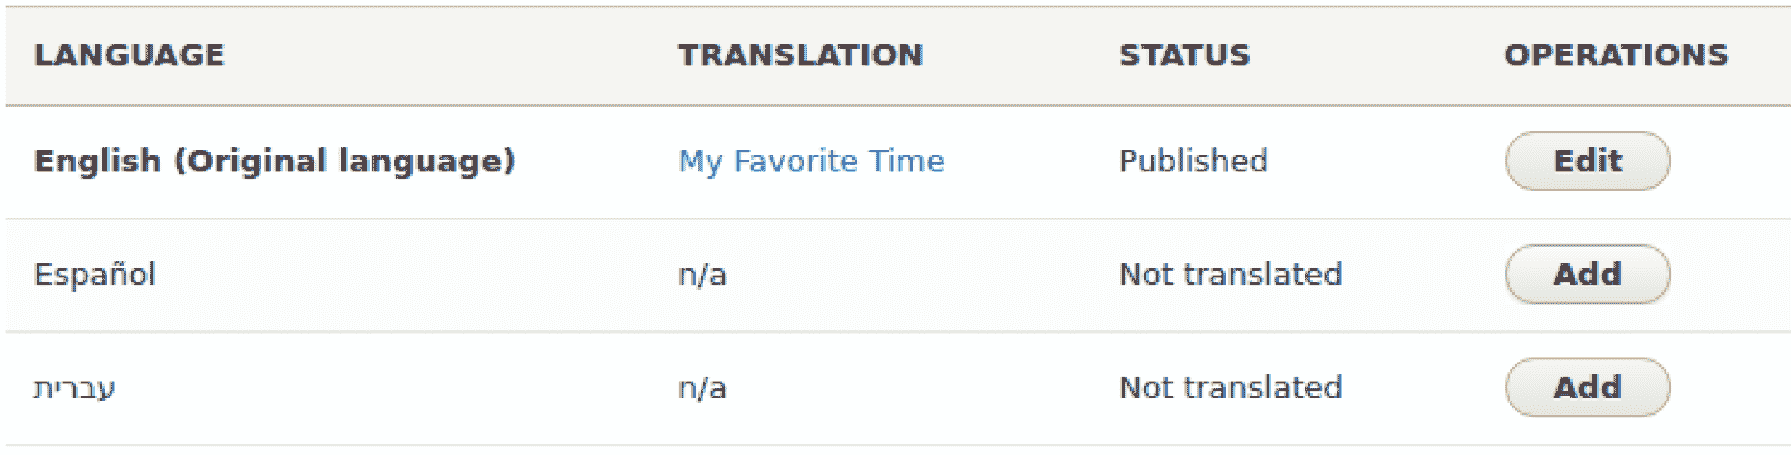 LANGUAGE TRANSLATION STATUS OPERATIONS
English (Original language) My Favorite Time Published Edit
Español n/a Not translated Add
עברית n/a Not translated Add